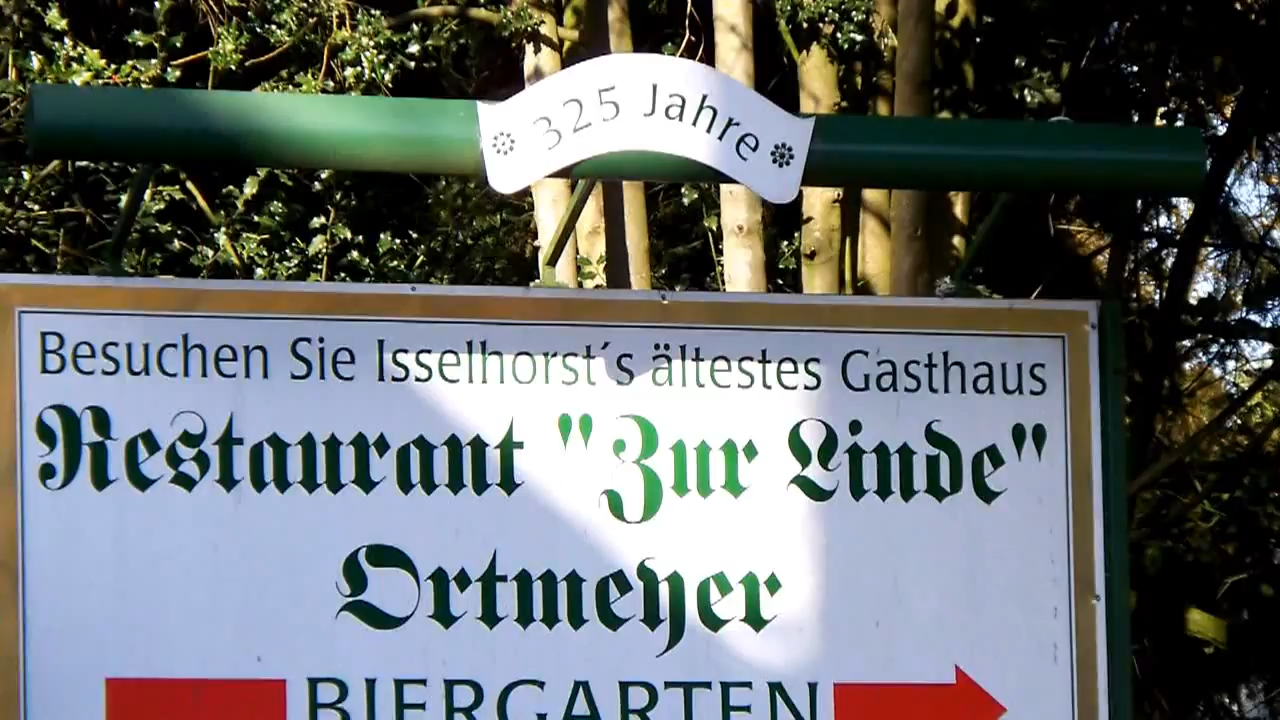 325 Jahre
Besuchen Sie Isselhorst´s ältestes Gasthaus
Restaurant "Zur Linde"
Ortmeyer
BIERGARTEN